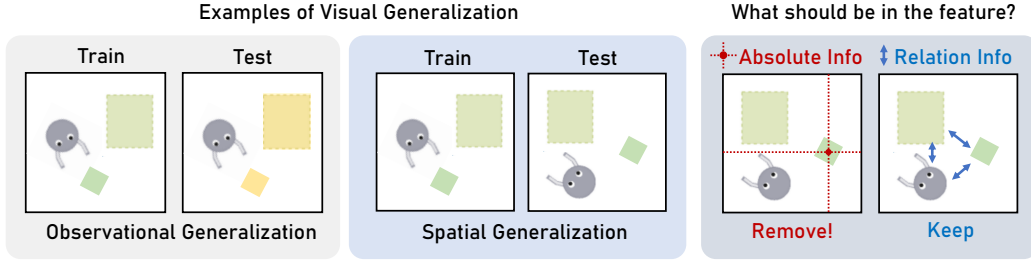 Examples of Visual Generalization
What should be in the feature?
Train
Test
Observational Generalization
Train
Test
Spatial Generalization
Absolute Info
Relation Info
Remove!
Keep